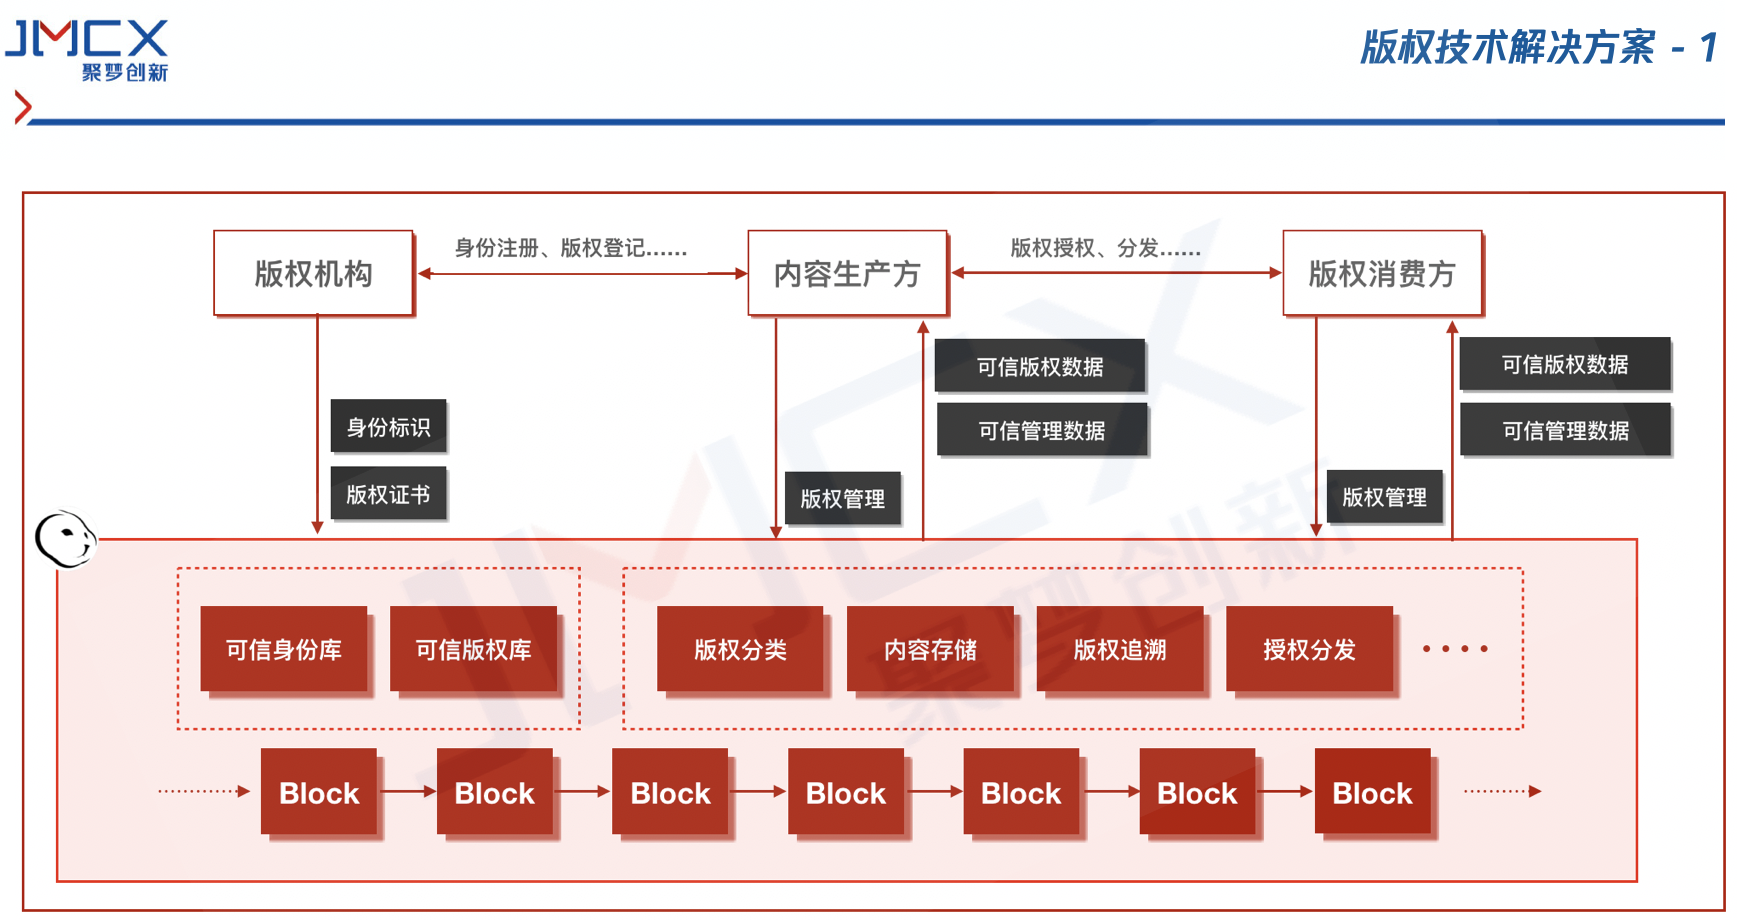 JMCX
聚梦创新
版权技术解决方案 - 1
版权机构
身份注册、版权登记......
内容生产方
版权授权、分发......
版权消费方
身份标识
版权证书
版权管理
可信版权数据
可信管理数据
版权管理
可信版权数据
可信管理数据
可信身份库
可信版权库
版权分类
内容存储
版权追溯
授权分发
Block
Block
Block
Block
Block
Block
Block
JMCX
聚梦创新